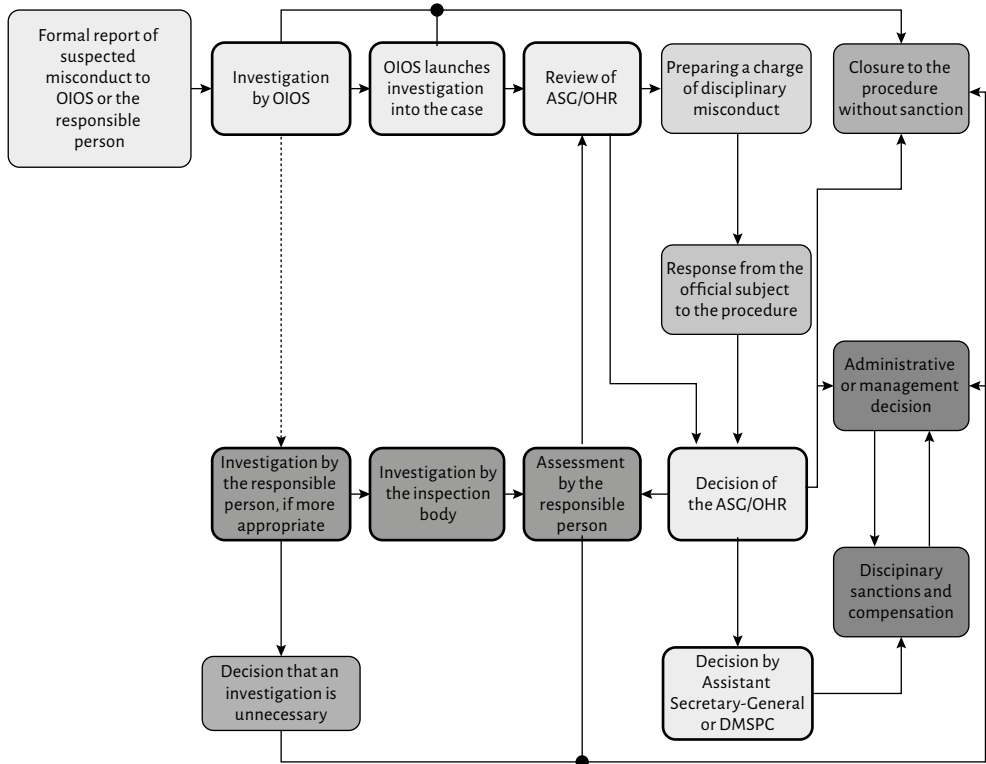 Formal report of
suspected
misconduct to
OIOS or the
responsible
person
Investigation
by OIOS
OIOS launches
investigation
into the case
Review of
ASG/OHR
Preparing a charge
of disciplinary
misconduct
Closure to the
procedure
without sanction
Response from the
official subject
to the procedure
Administrative
or management
decision
Investigation by
the responsible
person, if more
appropriate
Investigation by
the inspection
body
Assessment
by the
responsible
person
Decision of
the ASG/OHR
Discipinary
sanctions and
compensation
Decision that an
investigation is
unnecessary
Decision by
Assistant
Secretary-General
or DMSPC